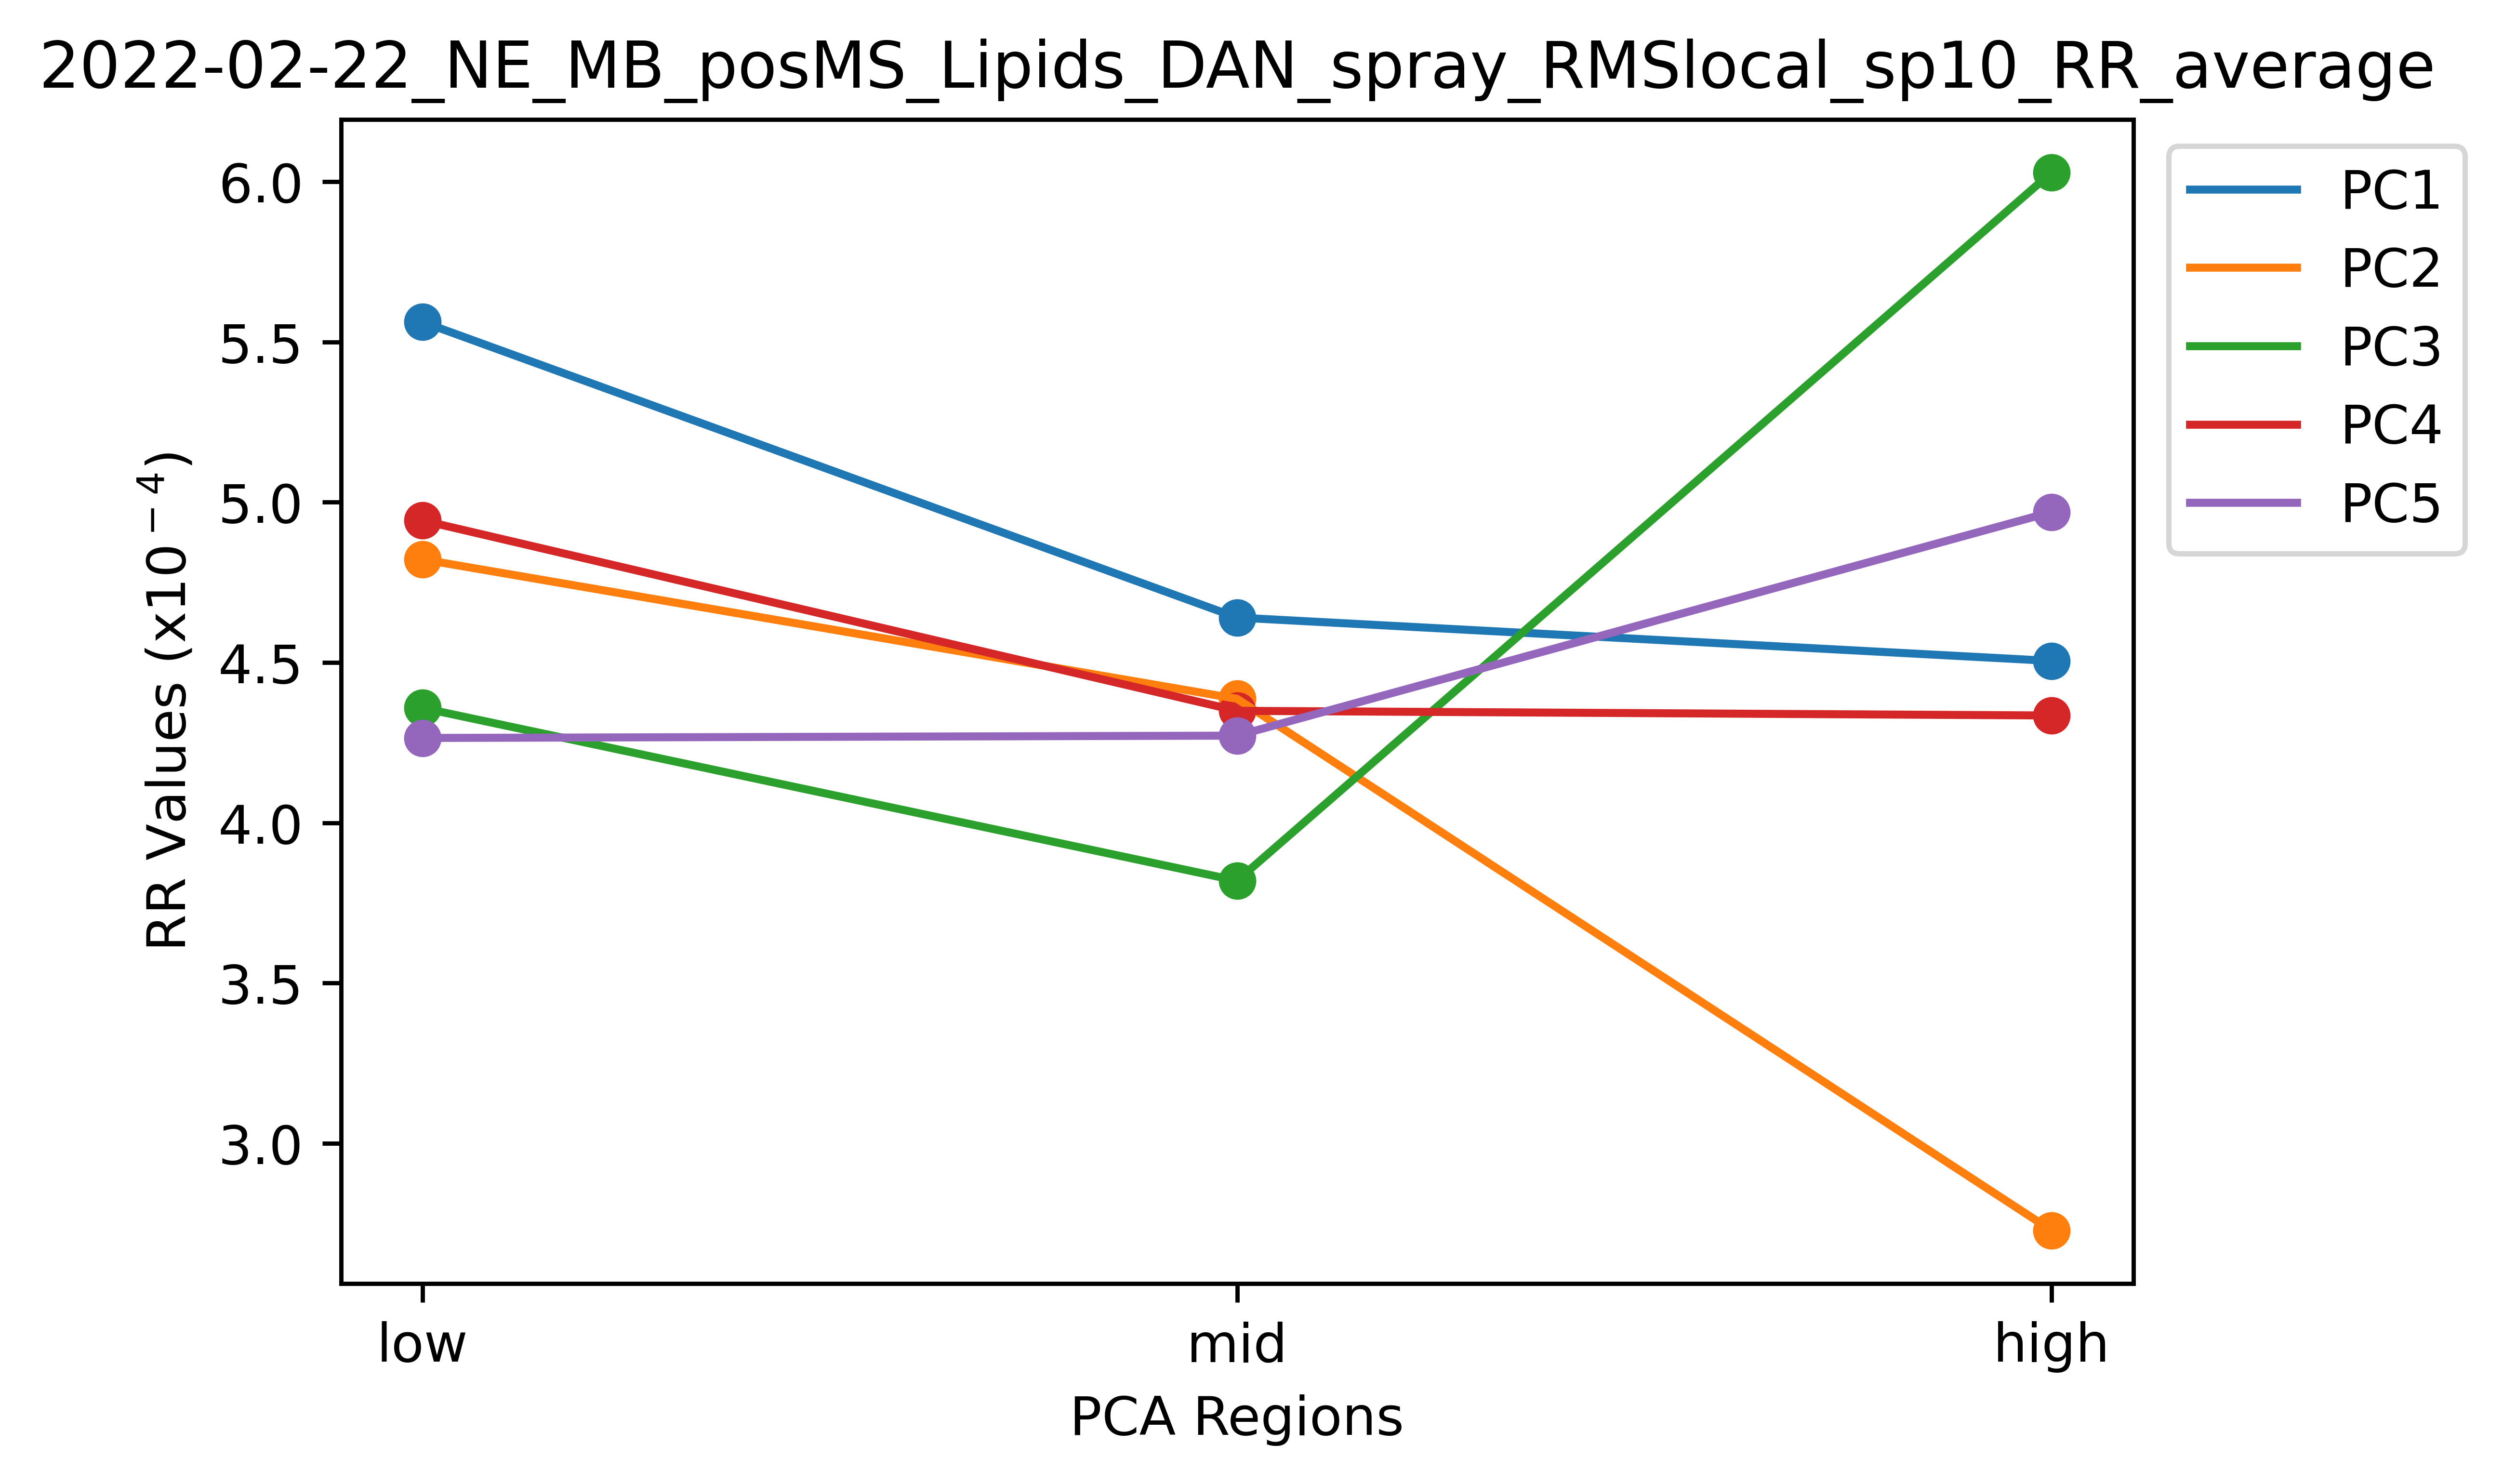 2022-02-22_NE_MB_posMS_Lipids_DAN_spray_RMSlocal_sp10_RR_average
6.0
5.5
5.0
4.5
4.0
3.5
3.0
RR Values (x10⁻⁴)
low
mid
high
PCA Regions
PC1
PC2
PC3
PC4
PC5